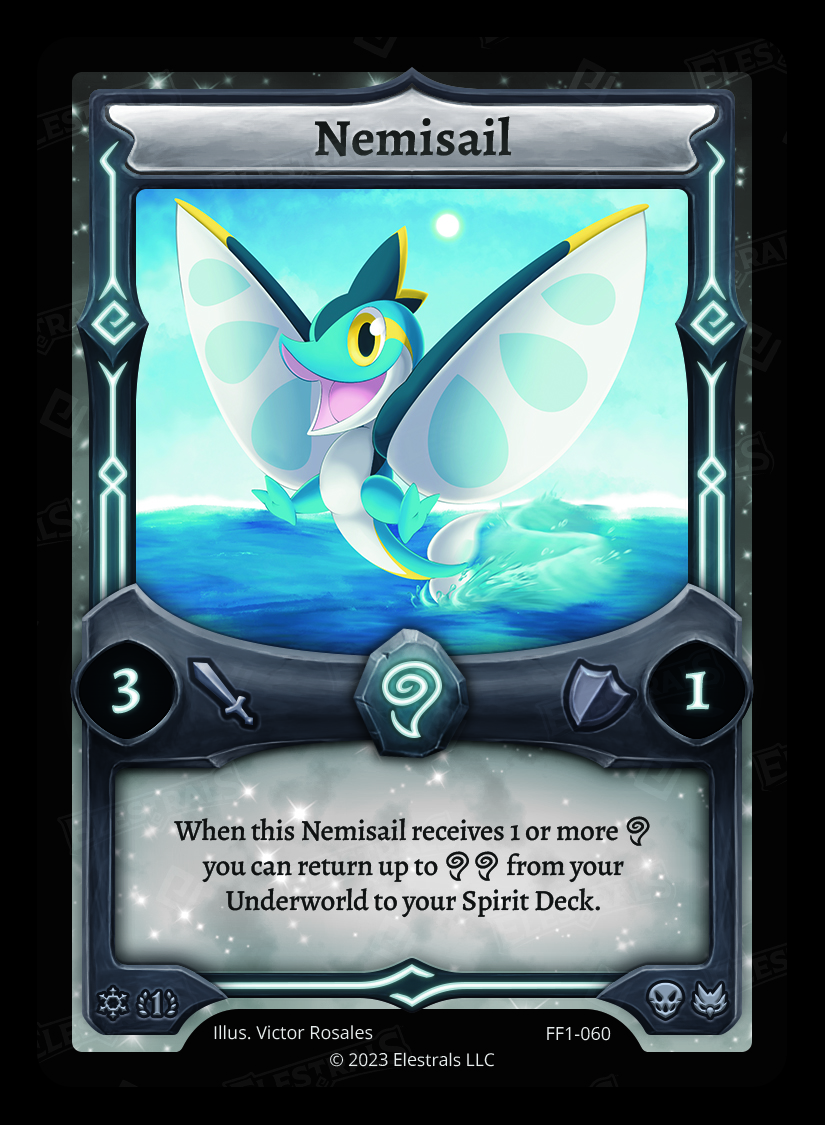 Nemisail
3
1
When this Nemisail receives 1 or more
you can return up to from your
Underworld to your Spirit Deck.
1
Illus. Victor Rosales
FF1-060
© 2023 Elestrals LLC